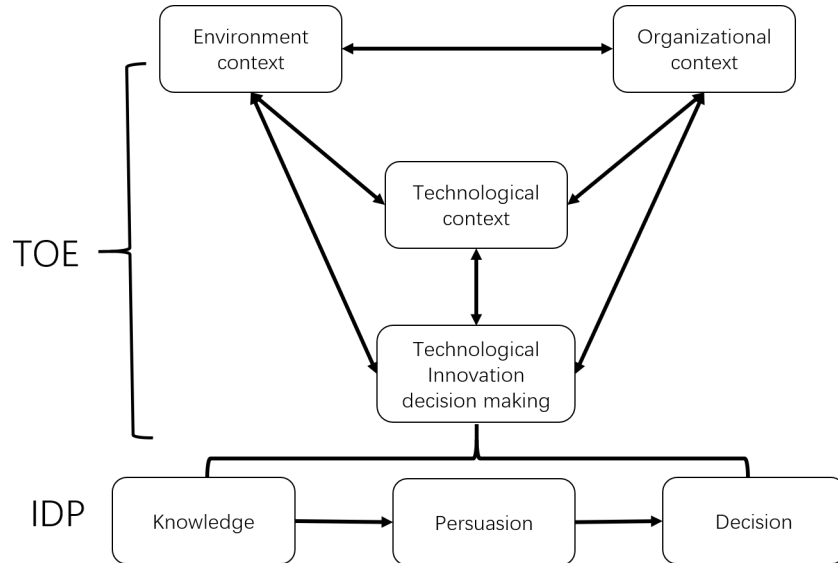 Environment
context
Organizational
context
Technological
context
TOE
Technological
Innovation
decision making
IDP
Knowledge
Persuasion
Decision